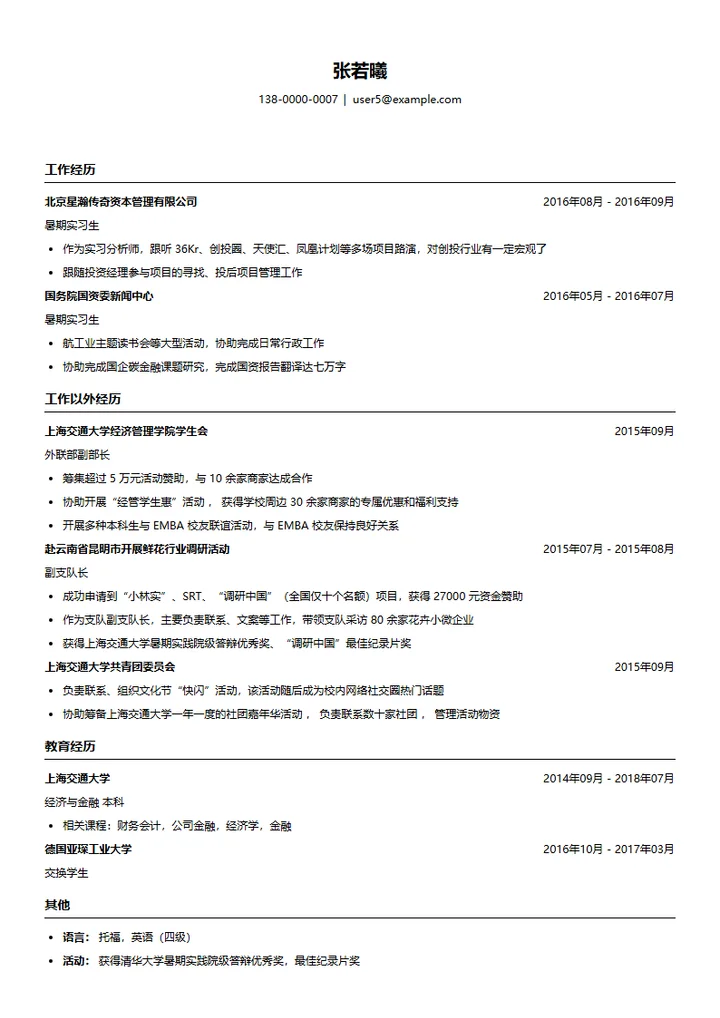 张若曦
138-0000-0007 | user5@example.com
工作经历
北京星瀚传奇资本管理有限公司 2016年08月 - 2016年09月
暑期实习生
• 作为实习分析师，跟听 36Kr、创投圈、天使汇、凤凰计划等多场项目路演，对创投行业有一定宏观了
• 跟随投资经理参与项目的寻找、投后项目管理工作
国务院国资委新闻中心 2016年05月 - 2016年07月
暑期实习生
• 航工业主题读书会等大型活动，协助完成日常行政工作
• 协助完成国企碳金融课题研究，完成国资报告翻译达七万字
工作以外经历
上海交通大学经济管理学院学生会 2015年09月
外联部副部长
• 筹集超过 5 万元活动赞助，与 10 余家商家达成合作
• 协助开展“经管学生惠”活动 ， 获得学校周边 30 余家商家的专属优惠和福利支持
• 开展多种本科生与 EMBA 校友联谊活动，与 EMBA 校友保持良好关系
赴云南省昆明市开展鲜花行业调研活动 2015年07月 - 2015年08月
副支队长
• 成功申请到“小林实”、SRT、“调研中国”（全国仅十个名额）项目，获得 27000 元资金赞助
• 作为支队副支队长，主要负责联系、文案等工作，带领支队采访 80 余家花卉小微企业
• 获得上海交通大学暑期实践院级答辩优秀奖、“调研中国”最佳纪录片奖
上海交通大学共青团委员会 2015年09月
• 负责联系、组织文化节“快闪”活动，该活动随后成为校内网络社交圈热门话题
• 协助筹备上海交通大学一年一度的社团嘉年华活动 ， 负责联系数十家社团 ， 管理活动物资
教育经历
上海交通大学 2014年09月 - 2018年07月
经济与金融 本科
• 相关课程：财务会计，公司金融，经济学，金融
德国亚琛工业大学 2016年10月 - 2017年03月
交换学生
其他
• 语言： 托福，英语（四级）
• 活动： 获得清华大学暑期实践院级答辩优秀奖，最佳纪录片奖